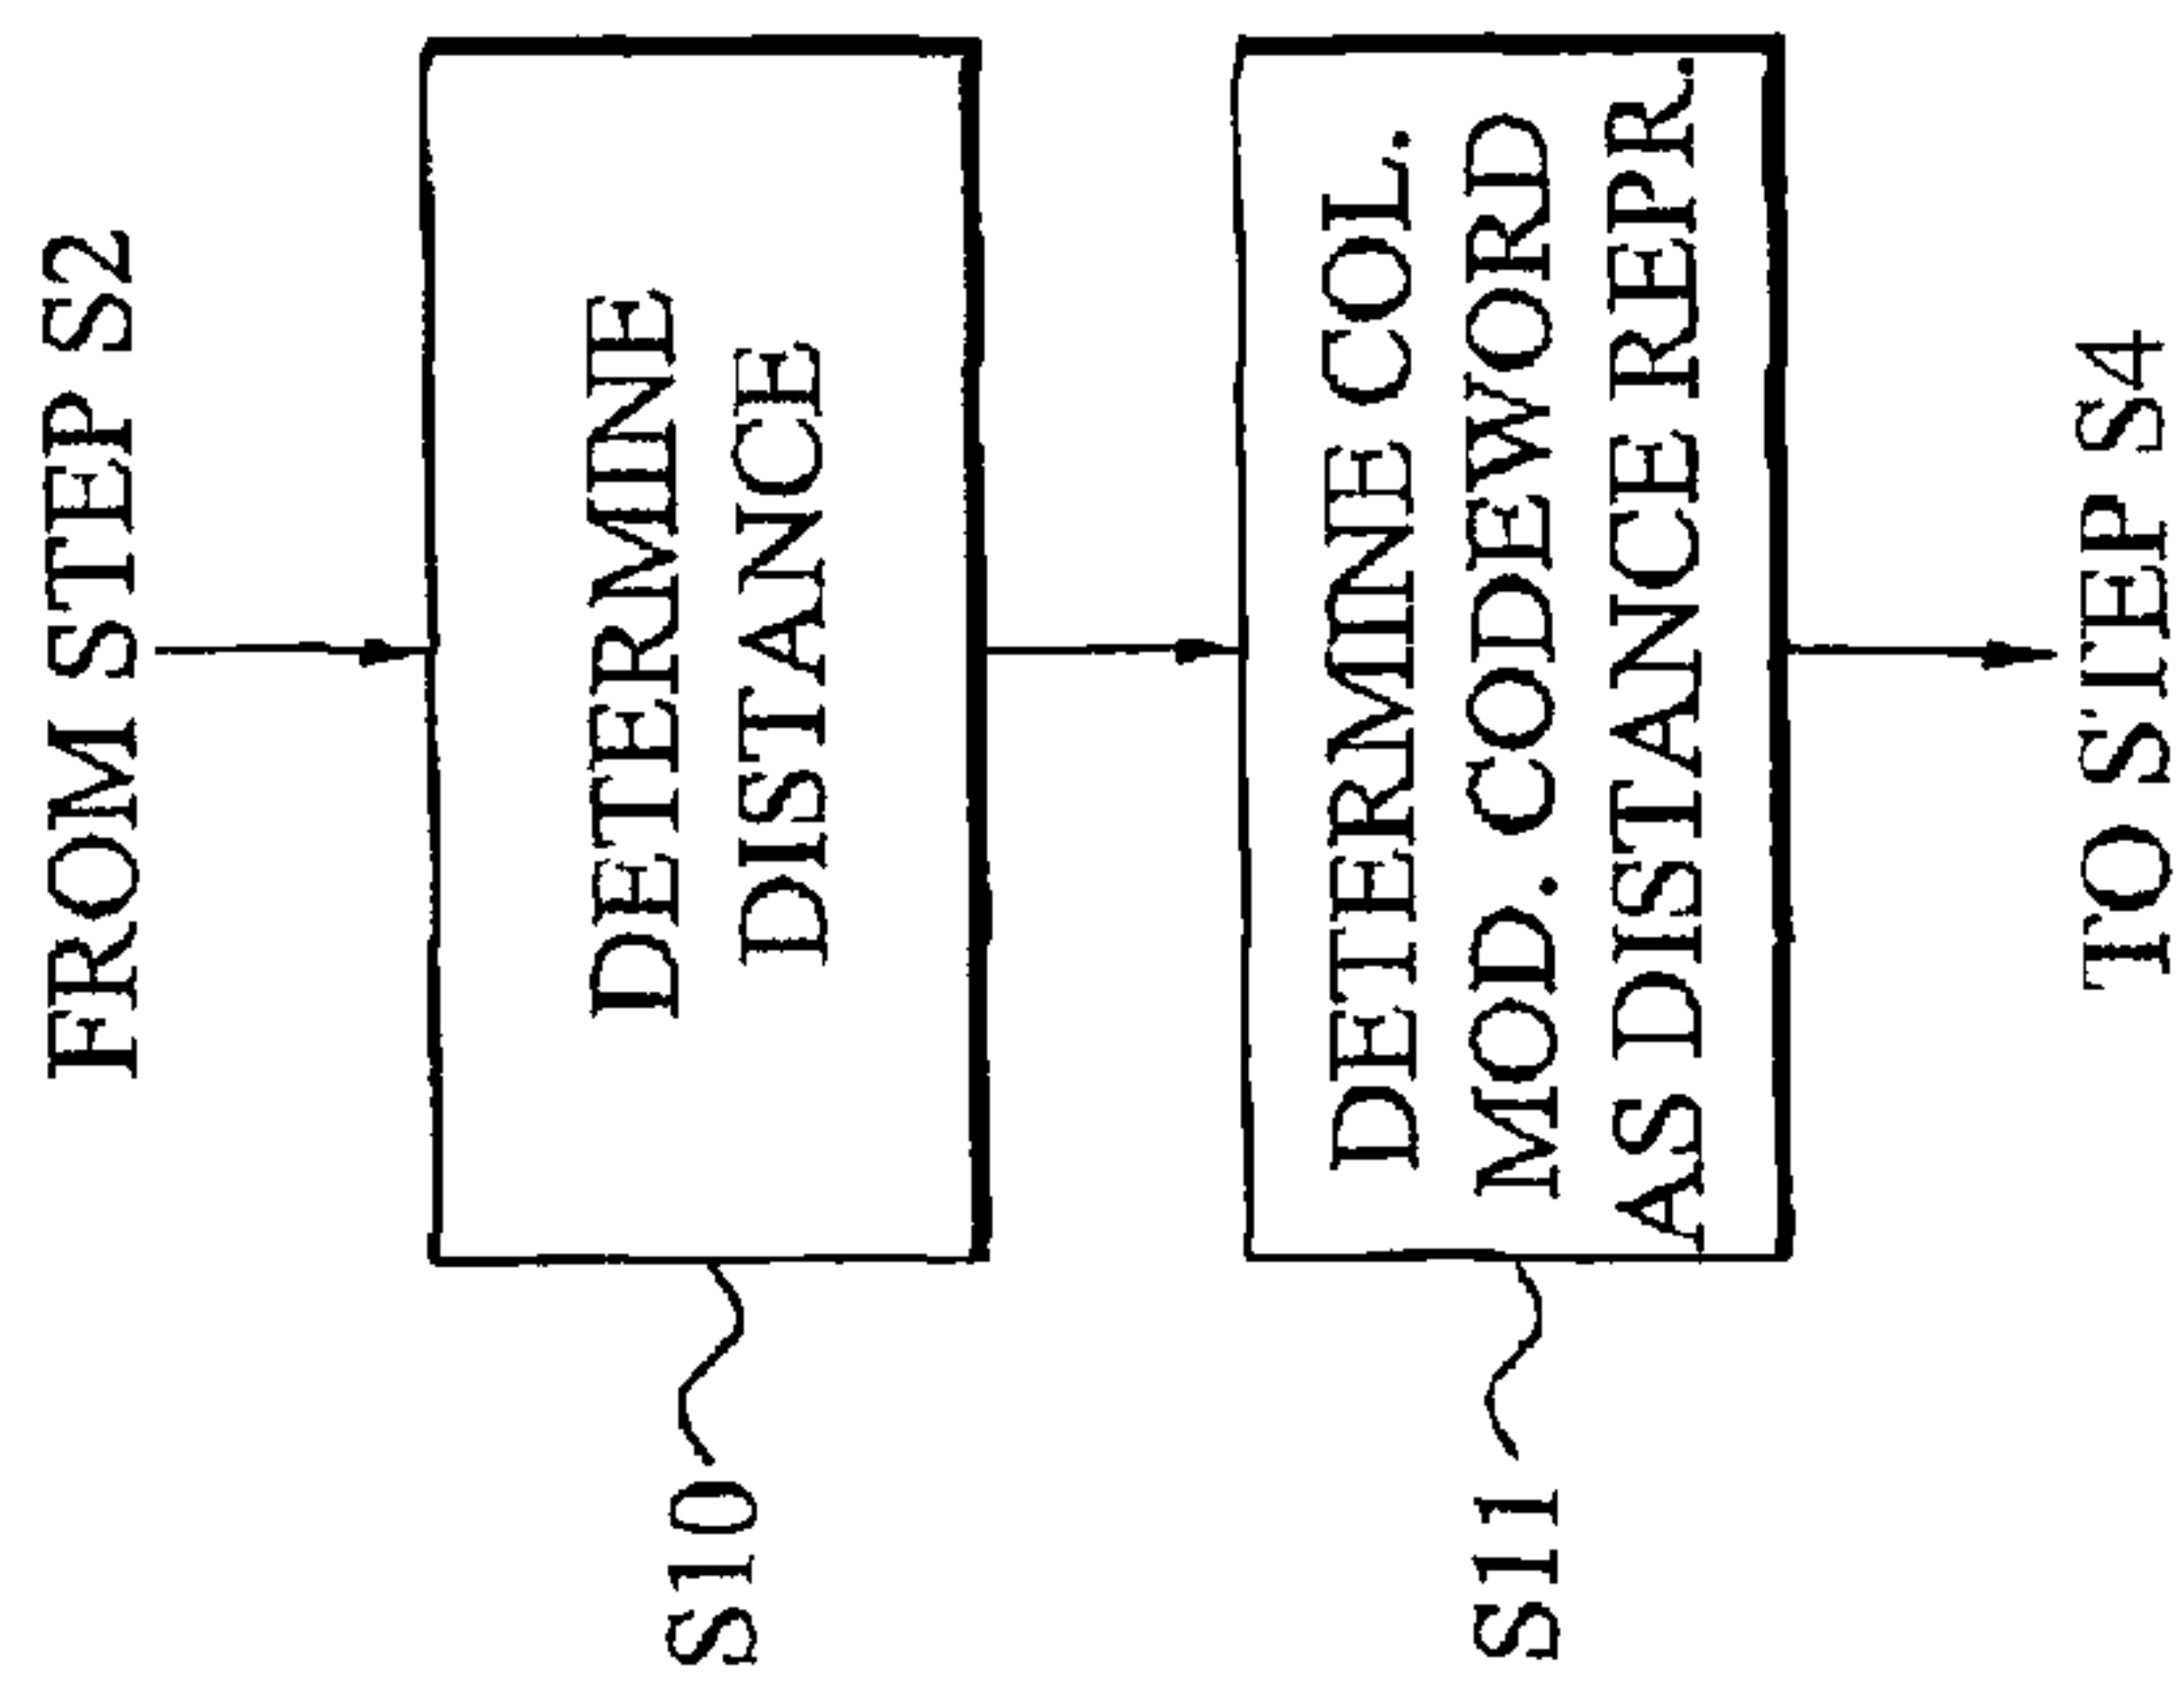 FROM STEP S2
S10
DETERMINE
DISTANCE
S11
DETERMINE COL.
MOD. CODEWORD
AS DISTANCE REPR.
TO STEP S4